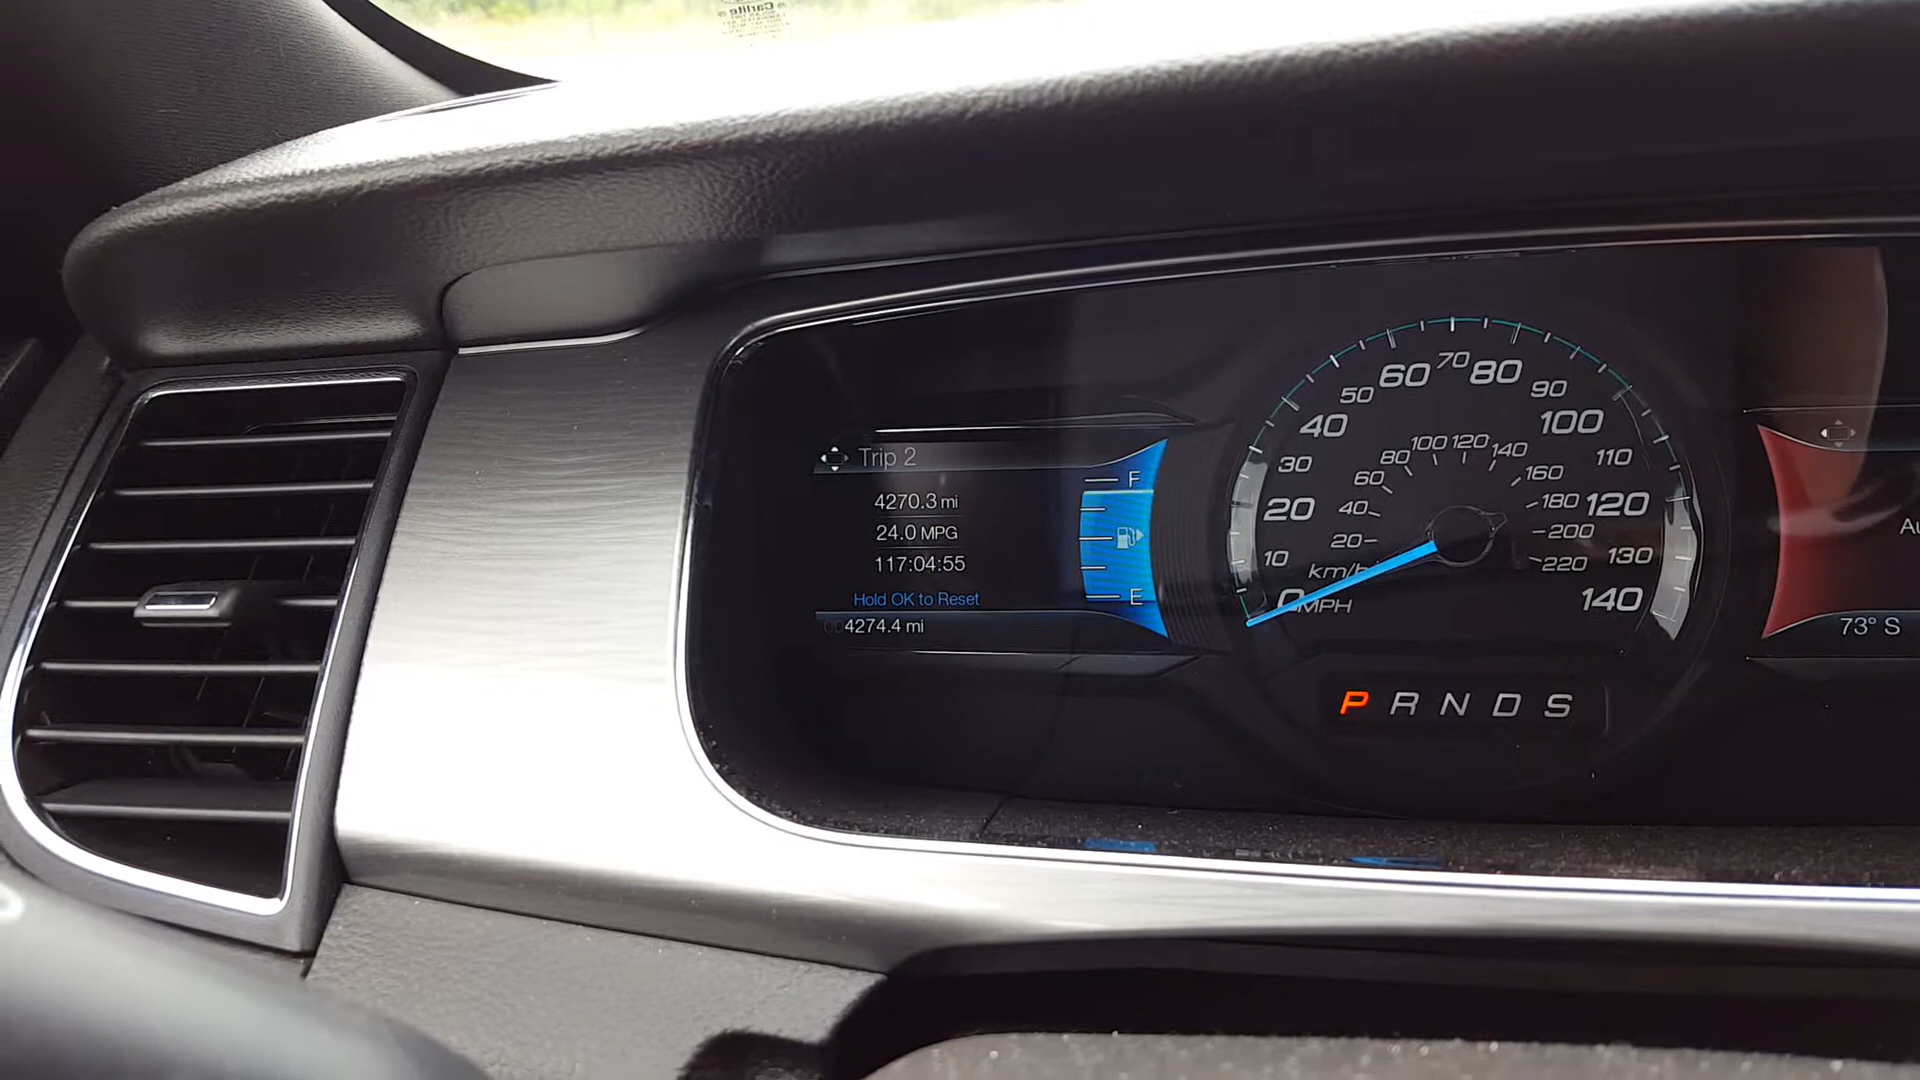 Carlite®
Trip 2
4270.3 mi
24.0 MPG
117:04:55
Hold OK to Reset
004274.4 mi
F
E
0 10 20 30 40 50 60 70 80 90 100 110 120 130 140
MPH
20 40 60 80 100 120 140 160 180 200 220
km/h
P R N D S
73° S